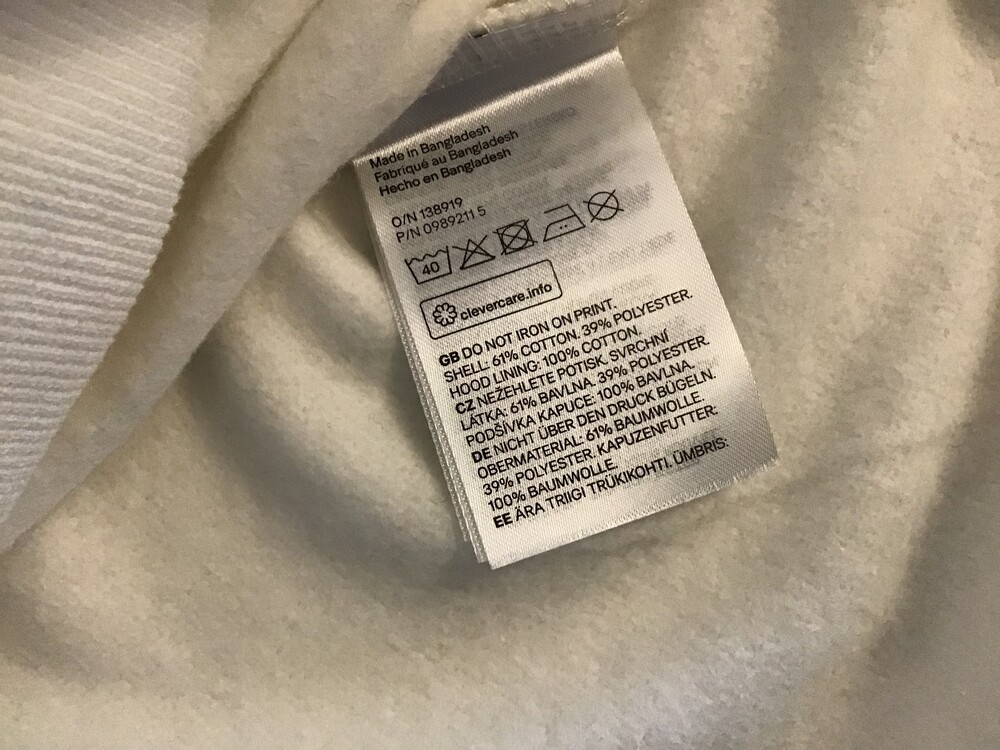 Made in Bangladesh
Fabriqué au Bangladesh
Hecho en Bangladesh
O/N 138919
P/N 0989211 5
40
clevercare.info
GB DO NOT IRON ON PRINT.
SHELL: 61% COTTON. 39% POLYESTER.
HOOD LINING: 100% COTTON.
CZ NEŽEHLETE POTISK. SVRCHNÍ
LÁTKA: 61% BAVLNA. 39% POLYESTER.
PODŠÍVKA KAPUCE: 100% BAVLNA.
DE NICHT ÜBER DEN DRUCK BÜGELN.
OBERMATERIAL: 61% BAUMWOLLE.
39% POLYESTER. KAPUZENFUTTER:
100% BAUMWOLLE.
EE ÄRA TRIIGI TRÜKIKOHTI. ÜMBRIS: